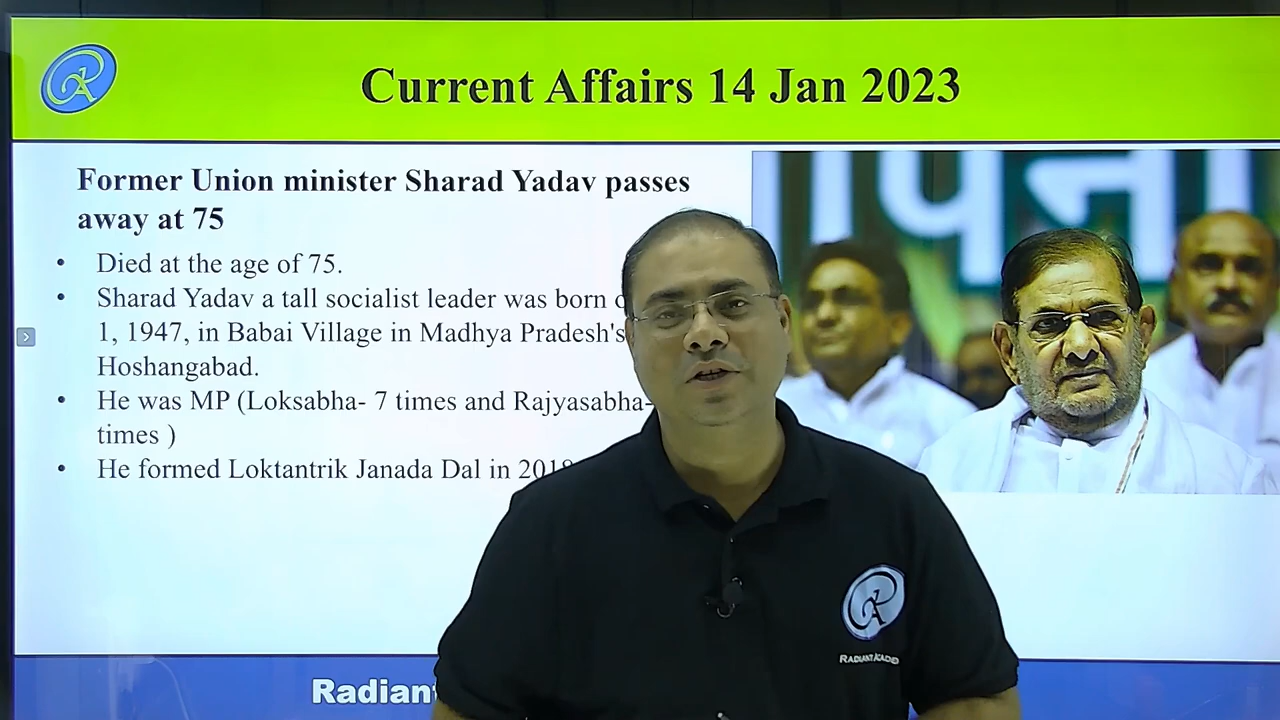 Current Affairs 14 Jan 2023
Former Union minister Sharad Yadav passes
away at 75
• Died at the age of 75.
• Sharad Yadav a tall socialist leader was born
1, 1947, in Babai Village in Madhya Pradesh's
Hoshangabad.
• He was MP (Loksabha- 7 times and Rajyasabha-
times )
• He formed Loktantrik Janada Dal in 2018
Radiant
RADIANT